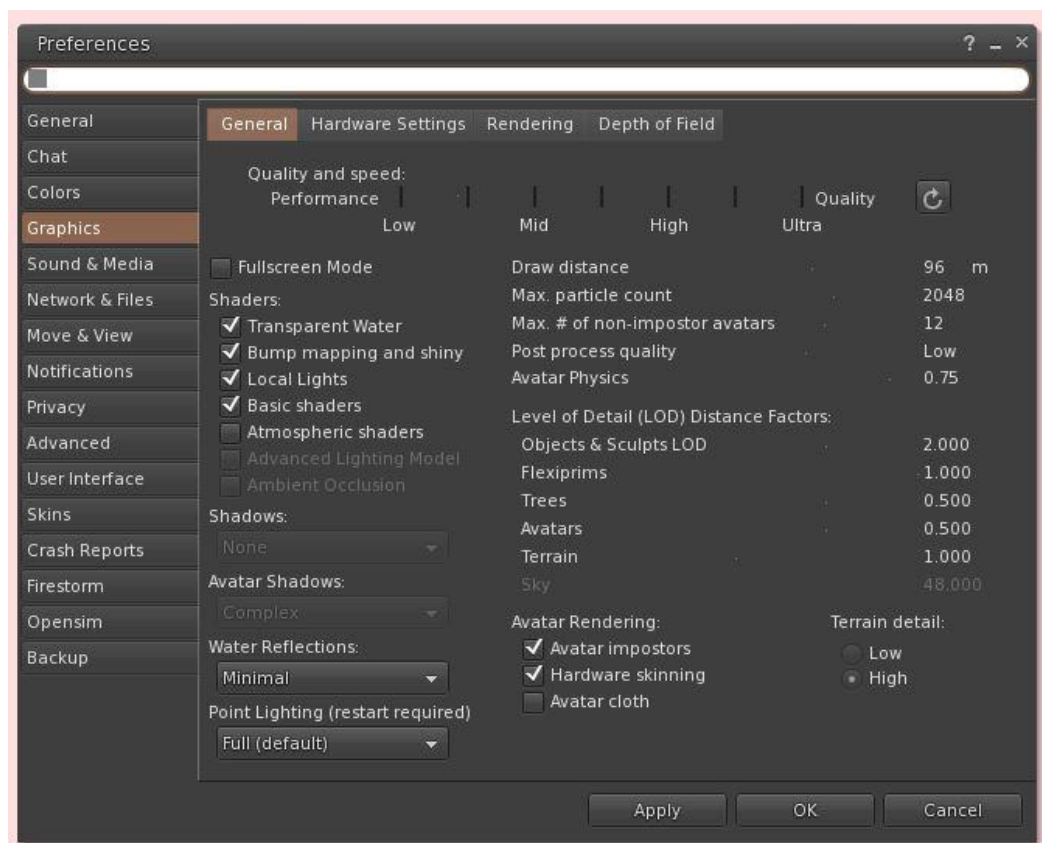 Preferences ? _ ×
General
Chat
Colors
Graphics
Sound & Media
Network & Files
Move & View
Notifications
Privacy
Advanced
User Interface
Skins
Crash Reports
Firestorm
Opensim
Backup
General Hardware Settings Rendering Depth of Field
Quality and speed:
Performance Quality
Low Mid High Ultra
Fullscreen Mode
Shaders:
Transparent Water
Bump mapping and shiny
Local Lights
Basic shaders
Atmospheric shaders
Advanced Lighting Model
Ambient Occlusion
Shadows:
None
Avatar Shadows:
Complex
Water Reflections:
Minimal
Point Lighting (restart required)
Full (default)
Draw distance 96 m
Max. particle count 2048
Max. # of non-impostor avatars 12
Post process quality Low
Avatar Physics 0.75
Level of Detail (LOD) Distance Factors:
Objects & Sculpts LOD 2.000
Flexiprims 1.000
Trees 0.500
Avatars 0.500
Terrain 1.000
Sky 48.000
Avatar Rendering:
Avatar impostors
Hardware skinning
Avatar cloth
Terrain detail:
Low
High
Apply OK Cancel